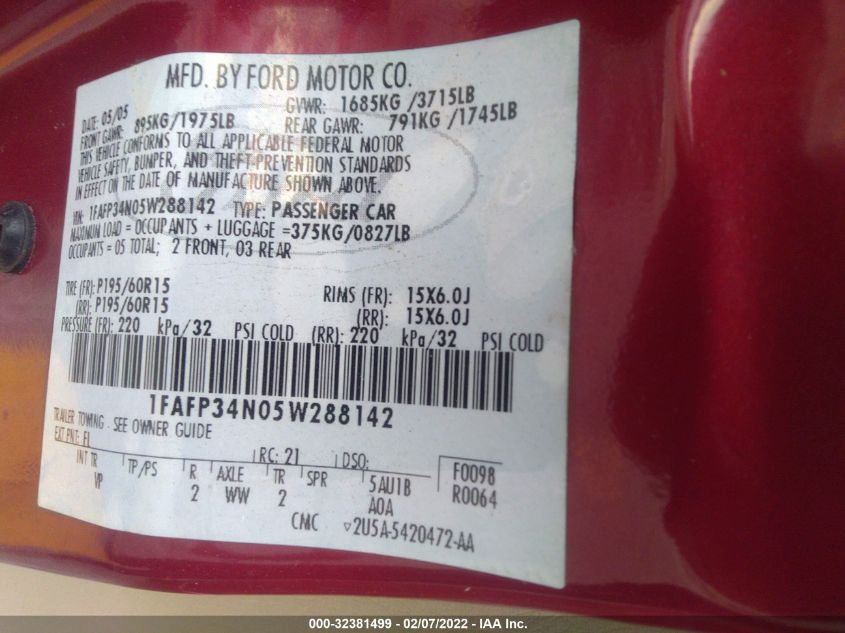 MFD. BY FORD MOTOR CO.
DATE: 05/05 GVWR: 1685KG /3715LB
FRONT GAWR: 895KG/1975LB REAR GAWR: 791KG /1745LB
THIS VEHICLE CONFORMS TO ALL APPLICABLE FEDERAL MOTOR
VEHICLE SAFETY, BUMPER, AND THEFT-PREVENTION STANDARDS
IN EFFECT ON THE DATE OF MANUFACTURE SHOWN ABOVE.
VIN: 1FAFP34N05W288142 TYPE: PASSENGER CAR
MAXIMUM LOAD = OCCUPANTS + LUGGAGE =375KG/0827LB
OCCUPANTS = 05 TOTAL; 2 FRONT, 03 REAR
TIRE (FR): P195/60R15 RIMS (FR): 15X6.0J
(RR): P195/60R15 (RR): 15X6.0J
PRESSURE (FR): 220 kPa/32 PSI COLD (RR): 220 kPa/32 PSI COLD
1FAFP34N05W288142
TRAILER TOWING - SEE OWNER GUIDE
EXT PNT: FL RC: 21 DSO:
INT TR TP/PS R AXLE TR SPR 5AU1B F0098
VP 2 WW 2 A0A R0064
CMC ▽2U5A-5420472-AA
000-32381499 - 02/07/2022 - IAA Inc.